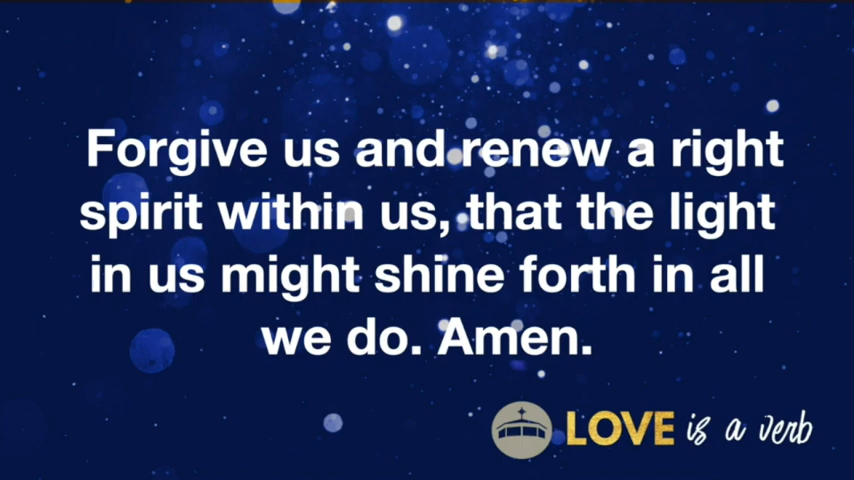 Forgive us and renew a right
spirit within us, that the light
in us might shine forth in all
we do. Amen.
LOVE is a verb